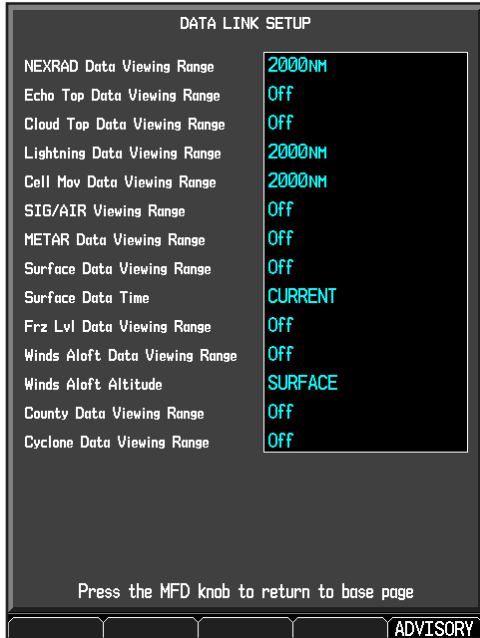 DATA LINK SETUP
NEXRAD Data Viewing Range 2000NM
Echo Top Data Viewing Range Off
Cloud Top Data Viewing Range Off
Lightning Data Viewing Range 2000NM
Cell Mov Data Viewing Range 2000NM
SIG/AIR Viewing Range Off
METAR Data Viewing Range Off
Surface Data Viewing Range Off
Surface Data Time CURRENT
Frz Lvl Data Viewing Range Off
Winds Aloft Data Viewing Range Off
Winds Aloft Altitude SURFACE
County Data Viewing Range Off
Cyclone Data Viewing Range Off
Press the MFD knob to return to base page
ADVISORY